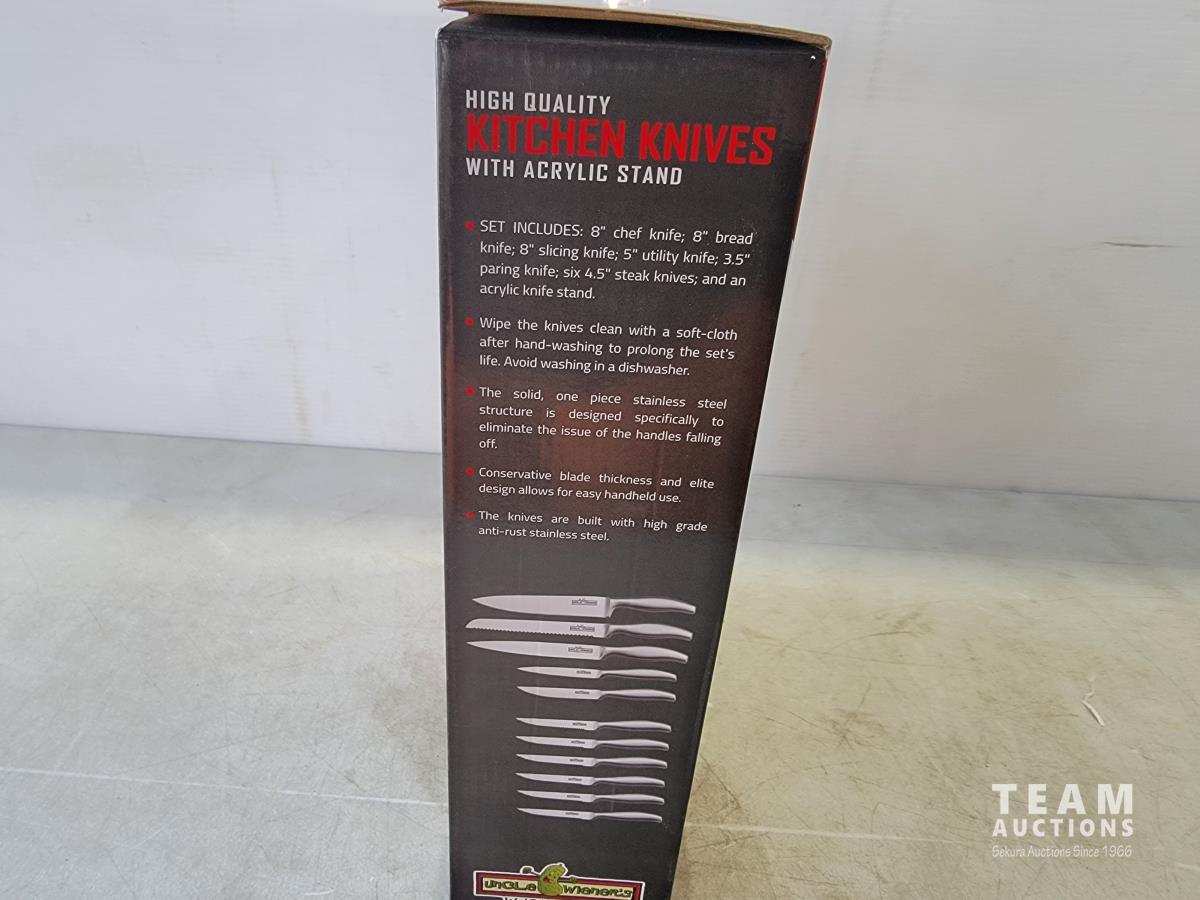 HIGH QUALITY
KITCHEN KNIVES
WITH ACRYLIC STAND
SET INCLUDES: 8" chef knife; 8" bread
knife; 8" slicing knife; 5" utility knife; 3.5"
paring knife; six 4.5" steak knives; and an
acrylic knife stand.
Wipe the knives clean with a soft-cloth
after hand-washing to prolong the set's
life. Avoid washing in a dishwasher.
The solid, one piece stainless steel
structure is designed specifically to
eliminate the issue of the handles falling
off.
Conservative blade thickness and elite
design allows for easy handheld use.
The knives are built with high grade
anti-rust stainless steel.
UNCLE WIENER'S
TEAM
AUCTIONS
Sekura Auctions Since 1966